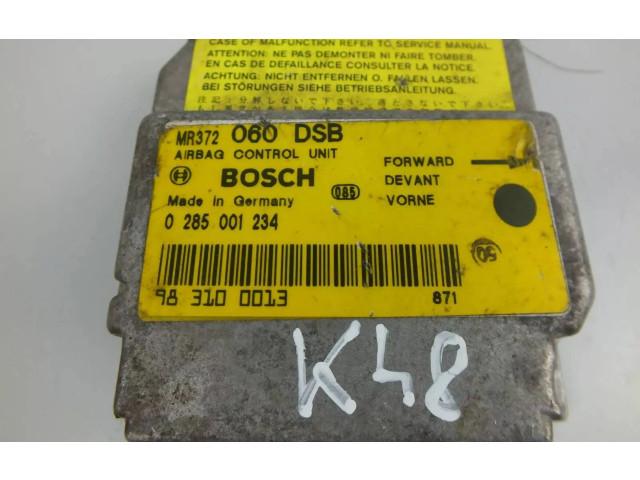 CASE OF MALFUNCTION REFER TO SERVICE MANUAL.
ATTENTION: NE PAS DEMONTER NI FAIRE TOMBER.
EN CAS DE DEFAILLANCE CONSULTER LA NOTICE.
ACHTUNG: NICHT ENTFERNEN O. FALLEN LASSEN.
BEI STÖRUNGEN SIEHE BETRIEBSANLEITUNG.
MR372 060 DSB
AIRBAG CONTROL UNIT
BOSCH
Made in Germany
085
0 285 001 234
FORWARD
DEVANT
VORNE
50
98 310 0013
871
K48